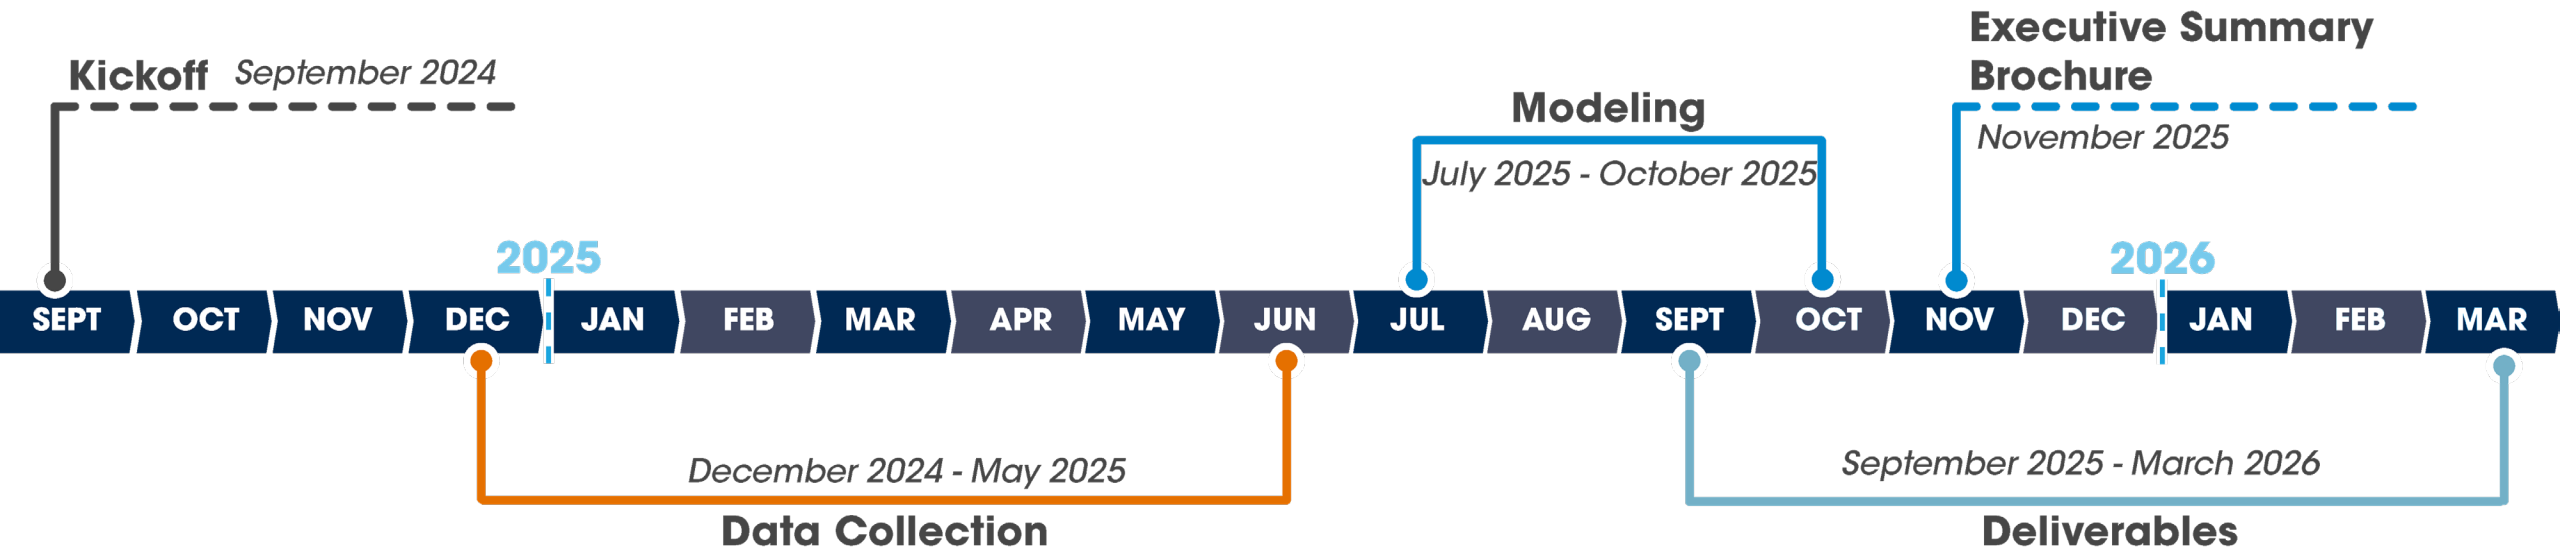 Kickoff September 2024
Executive Summary
Brochure
November 2025
Modeling
July 2025 - October 2025
2025
2026
SEPT OCT NOV DEC JAN FEB MAR APR MAY JUN JUL AUG SEPT OCT NOV DEC JAN FEB MAR
December 2024 - May 2025
Data Collection
September 2025 - March 2026
Deliverables